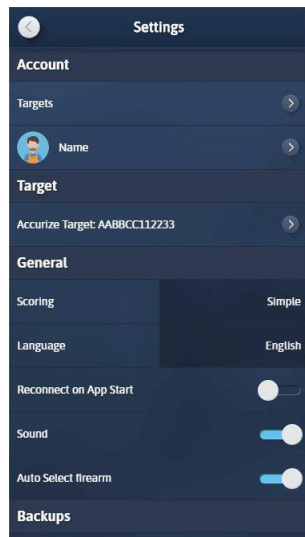 Settings
Account
Targets
Name
Target
Accurize Target: AABBCC112233
General
Scoring Simple
Language English
Reconnect on App Start
Sound
Auto Select firearm
Backups